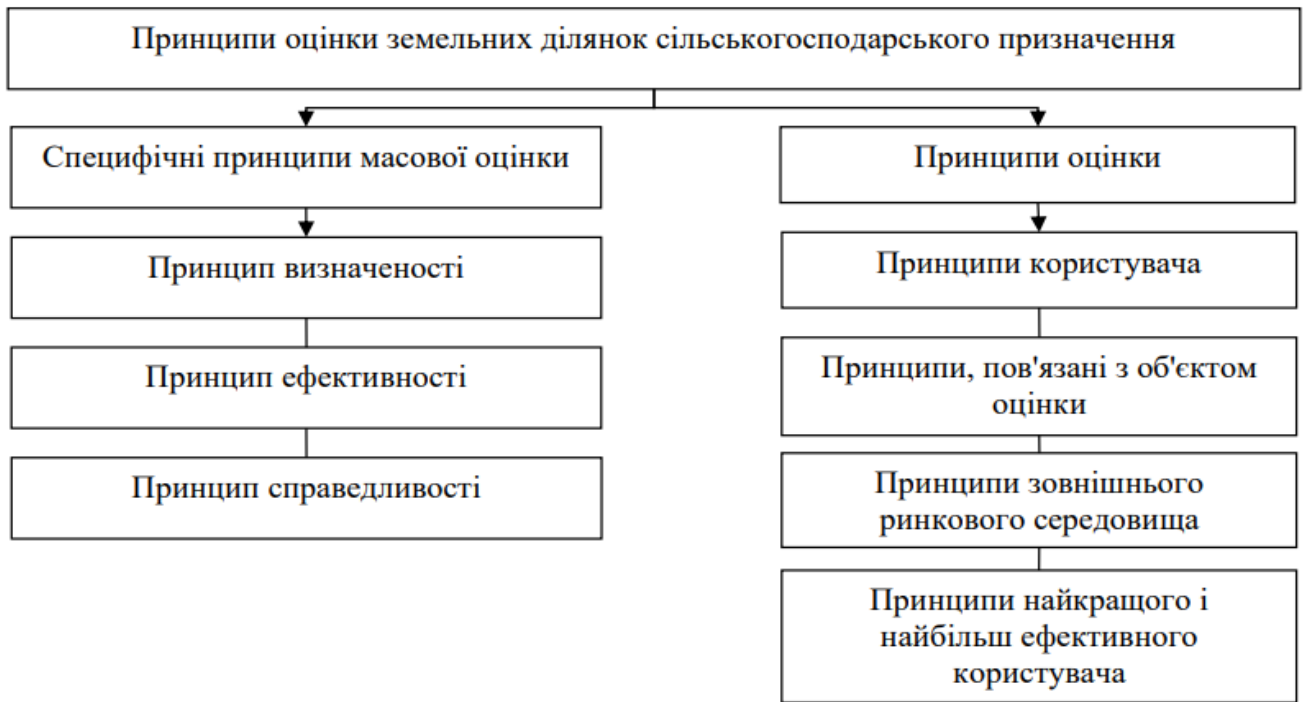 Принципи оцінки земельних ділянок сільськогосподарського призначення
Специфічні принципи масової оцінки
Принцип визначеності
Принцип ефективності
Принцип справедливості
Принципи оцінки
Принципи користувача
Принципи, пов'язані з об'єктом
оцінки
Принципи зовнішнього
ринкового середовища
Принципи найкращого і
найбільш ефективного
користувача